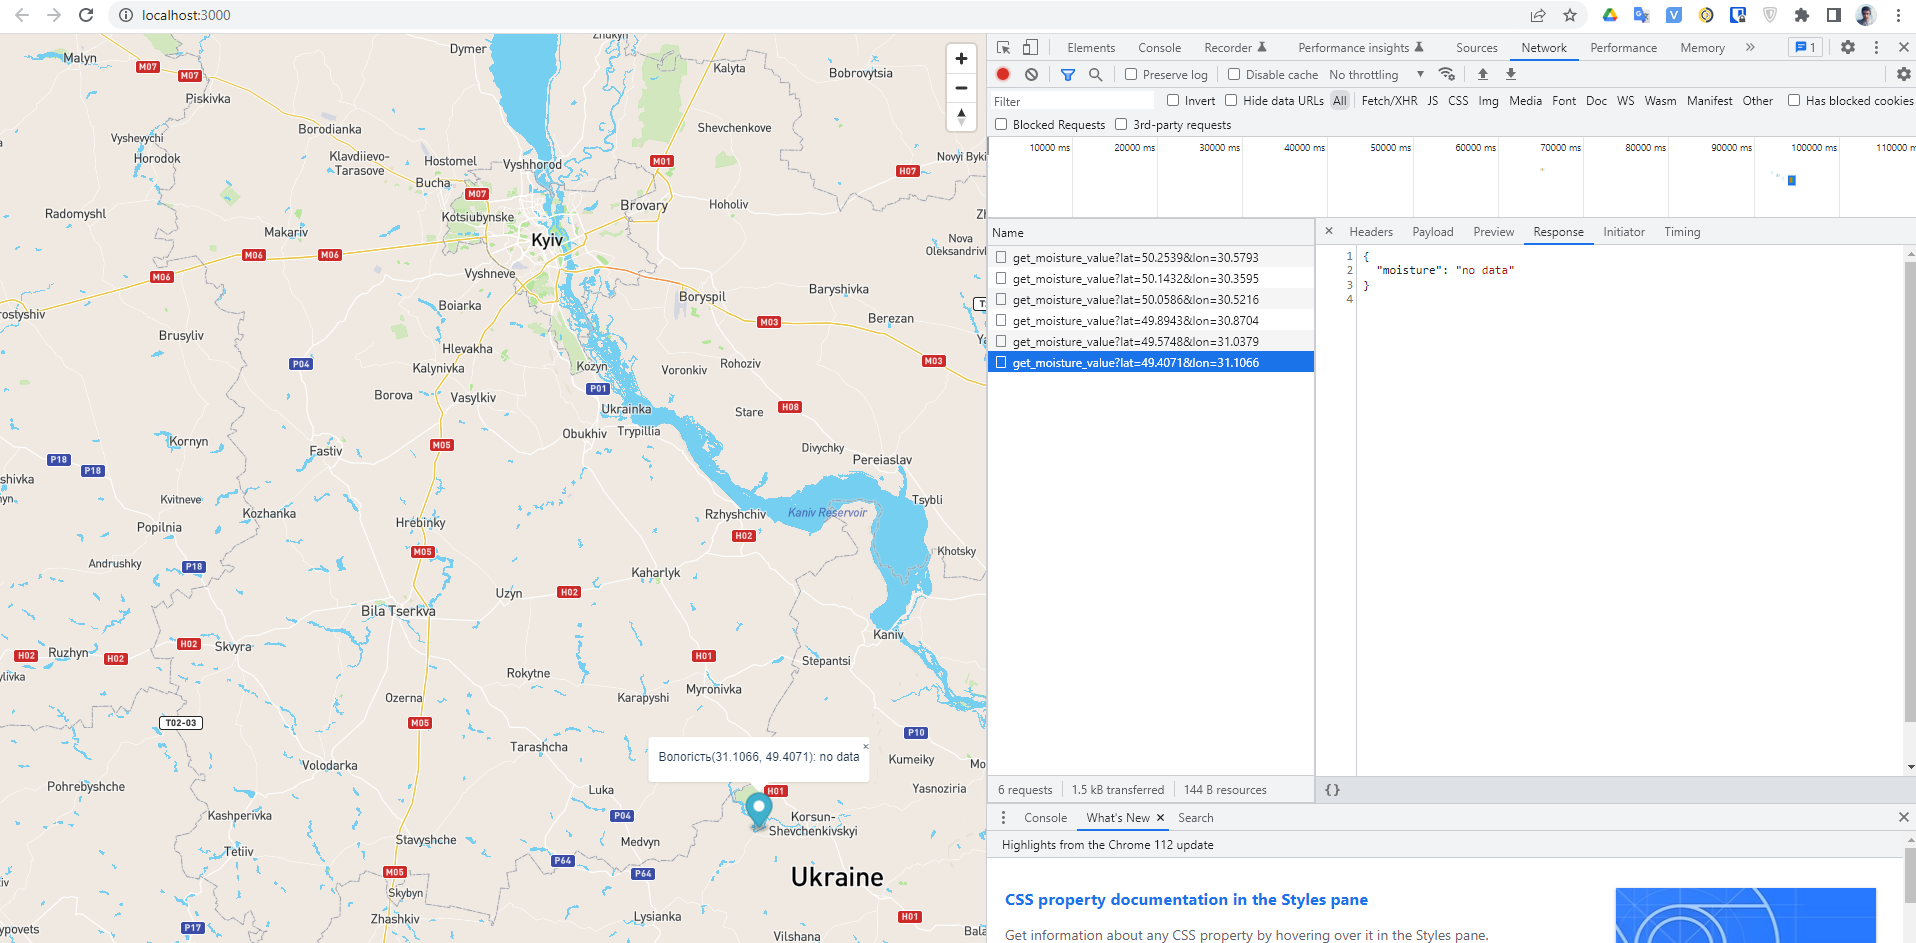 localhost:3000
Dymer
Zhukyn
Malyn
M07
M07
Kalyta
Bobrovytsia
Piskivka
Borodianka
Shevchenkove
Vyshevychi
Horodok
Klavdiievo-
Tarasove
Hostomel
Vyshhorod
M01
Novyi Byki
Bucha
H07
M07
Radomyshl
Kotsiubynske
Brovary
Hoholiv
Makariv
Kyiv
Nova
Oleksandriv
M06
M06
M06
Vyshneve
Boryspil
Baryshivka
Boiarka
rostyshiv
M03
Berezan
Brusyliv
Hlevakha
P04
Kalynivka
Kozyn
Voronkiv
Rohoziv
M03
P01
Borova
Vasylkiv
Ukrainka
Stare
H08
Kornyn
Obukhiv
Trypillia
Fastiv
M05
Divychky
P18
P18
Pereiaslav
shivka
Kvitneve
Kozhanka
Tsybli
Popilnia
Hrebinky
Rzhyshchiv
Kaniv Reservoir
H02
M05
Khotsky
Andrushky
P18
Kaharlyk
Uzyn
H02
Bila Tserkva
Kaniv
H02
Skvyra
H02
Ruzhyn
H02
H01
Stepantsi
Rokytne
Myronivka
Ozerna
Karapyshi
T02-03
M05
P10
Tarashcha
Вологість(31.1066, 49.4071): no data
×
Kumeiky
Volodarka
Pohrebyshche
Luka
H01
Yasnoziria
Kashperivka
P04
Korsun-
Shevchenkivskyi
Stavyshche
Medvyn
Tetiiv
P64
P64
M05
Ukraine
Skybyn
Zhashkiv
Lysianka
H01
P17
Vilshana
Elements
Console
Recorder
Performance insights
Sources
Network
Performance
Memory
»
1
Preserve log
Disable cache
No throttling
Filter
Invert
Hide data URLs
All
Fetch/XHR
JS
CSS
Img
Media
Font
Doc
WS
Wasm
Manifest
Other
Has blocked cookies
Blocked Requests
3rd-party requests
10000 ms
20000 ms
30000 ms
40000 ms
50000 ms
60000 ms
70000 ms
80000 ms
90000 ms
100000 ms
110000 m
Name
get_moisture_value?lat=50.2539&lon=30.5793
get_moisture_value?lat=50.1432&lon=30.3595
get_moisture_value?lat=50.0586&lon=30.5216
get_moisture_value?lat=49.8943&lon=30.8704
get_moisture_value?lat=49.5748&lon=31.0379
get_moisture_value?lat=49.4071&lon=31.1066
Headers
Payload
Preview
Response
Initiator
Timing
1 {
2 "moisture": "no data"
3 }
4
6 requests
1.5 kB transferred
144 B resources
{}
Console
What's New
Search
Highlights from the Chrome 112 update
CSS property documentation in the Styles pane
Get information about any CSS property by hovering over it in the Styles pane.